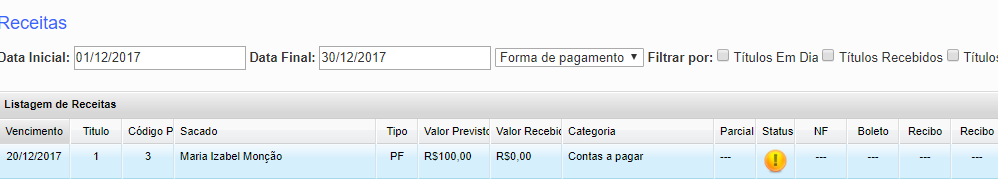 Receitas
Data Inicial: 01/12/2017 Data Final: 30/12/2017 Forma de pagamento Filtrar por: Títulos Em Dia Títulos Recebidos Títulos
Listagem de Receitas
Vencimento Titulo Código P Sacado Tipo Valor Previsto Valor Recebid Categoria Parcial Status NF Boleto Recibo Recibo
20/12/2017 1 3 Maria Izabel Monção PF R$100,00 R$0,00 Contas a pagar --- --- --- --- ---